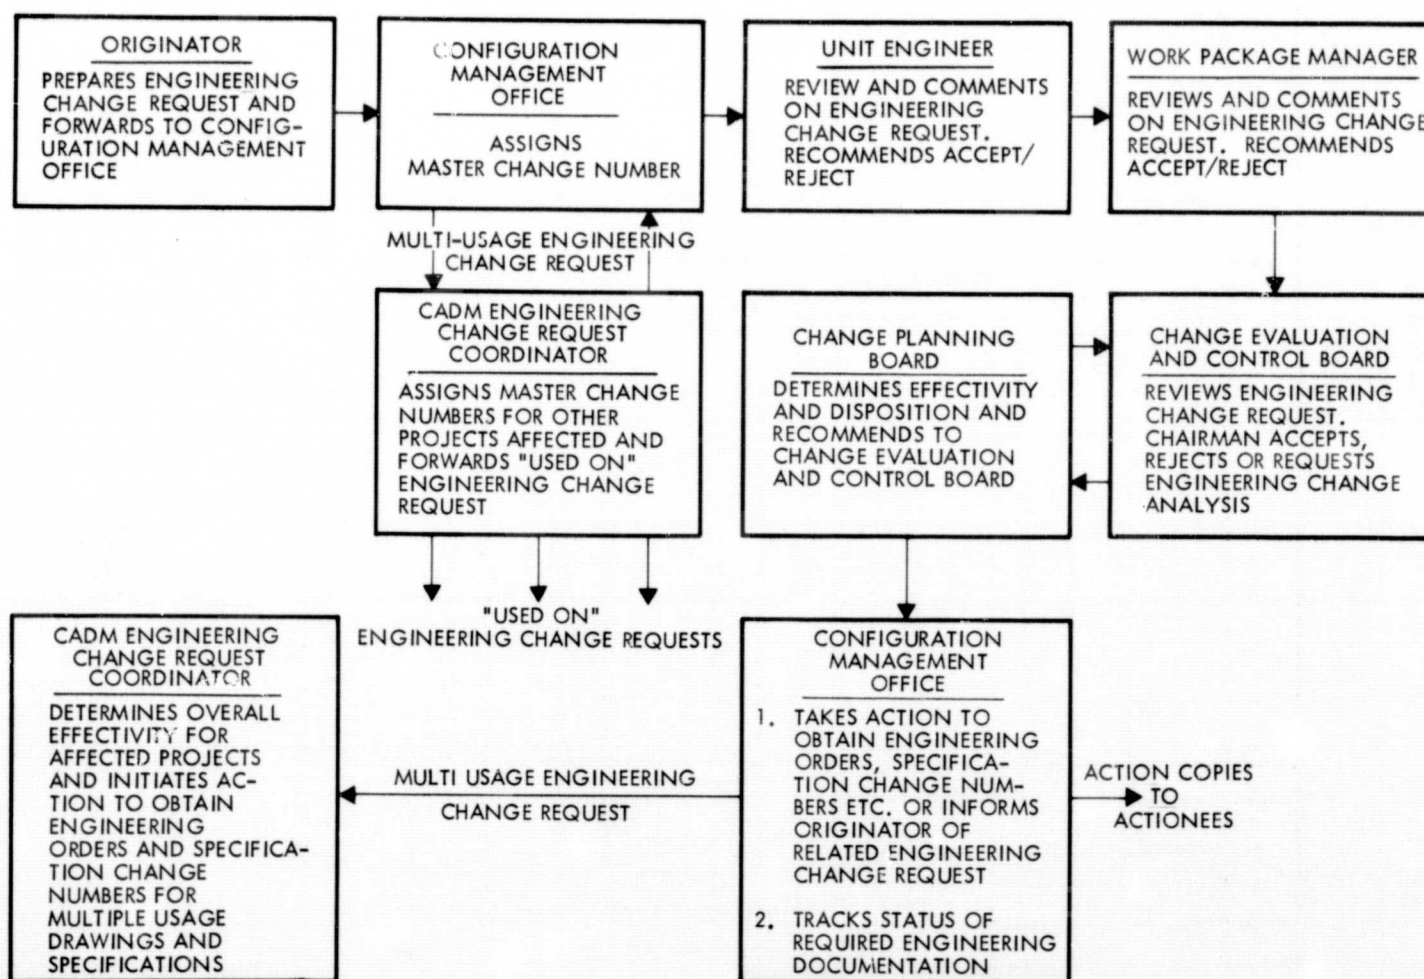 ORIGINATOR
PREPARES ENGINEERING
CHANGE REQUEST AND
FORWARDS TO CONFIG-
URATION MANAGEMENT
OFFICE
CONFIGURATION
MANAGEMENT
OFFICE
ASSIGNS
MASTER CHANGE NUMBER
UNIT ENGINEER
REVIEW AND COMMENTS
ON ENGINEERING
CHANGE REQUEST.
RECOMMENDS ACCEPT/
REJECT
WORK PACKAGE MANAGER
REVIEWS AND COMMENTS
ON ENGINEERING CHANGE
REQUEST. RECOMMENDS
ACCEPT/REJECT
MULTI-USAGE ENGINEERING
CHANGE REQUEST
CADM ENGINEERING
CHANGE REQUEST
COORDINATOR
ASSIGNS MASTER CHANGE
NUMBERS FOR OTHER
PROJECTS AFFECTED AND
FORWARDS "USED ON"
ENGINEERING CHANGE
REQUEST
CHANGE PLANNING
BOARD
DETERMINES EFFECTIVITY
AND DISPOSITION AND
RECOMMENDS TO
CHANGE EVALUATION
AND CONTROL BOARD
CHANGE EVALUATION
AND CONTROL BOARD
REVIEWS ENGINEERING
CHANGE REQUEST.
CHAIRMAN ACCEPTS,
REJECTS OR REQUESTS
ENGINEERING CHANGE
ANALYSIS
"USED ON"
ENGINEERING CHANGE REQUESTS
CADM ENGINEERING
CHANGE REQUEST
COORDINATOR
DETERMINES OVERALL
EFFECTIVITY FOR
AFFECTED PROJECTS
AND INITIATES AC-
TION TO OBTAIN
ENGINEERING
ORDERS AND SPECIFICA-
TION CHANGE
NUMBERS FOR
MULTIPLE USAGE
DRAWINGS AND
SPECIFICATIONS
MULTI USAGE ENGINEERING
CHANGE REQUEST
CONFIGURATION
MANAGEMENT
OFFICE
1. TAKES ACTION TO
OBTAIN ENGINEERING
ORDERS, SPECIFICA-
TION CHANGE NUM-
BERS ETC. OR INFORMS
ORIGINATOR OF
RELATED ENGINEERING
CHANGE REQUEST
2. TRACKS STATUS OF
REQUIRED ENGINEERING
DOCUMENTATION
ACTION COPIES
TO
ACTIONEES